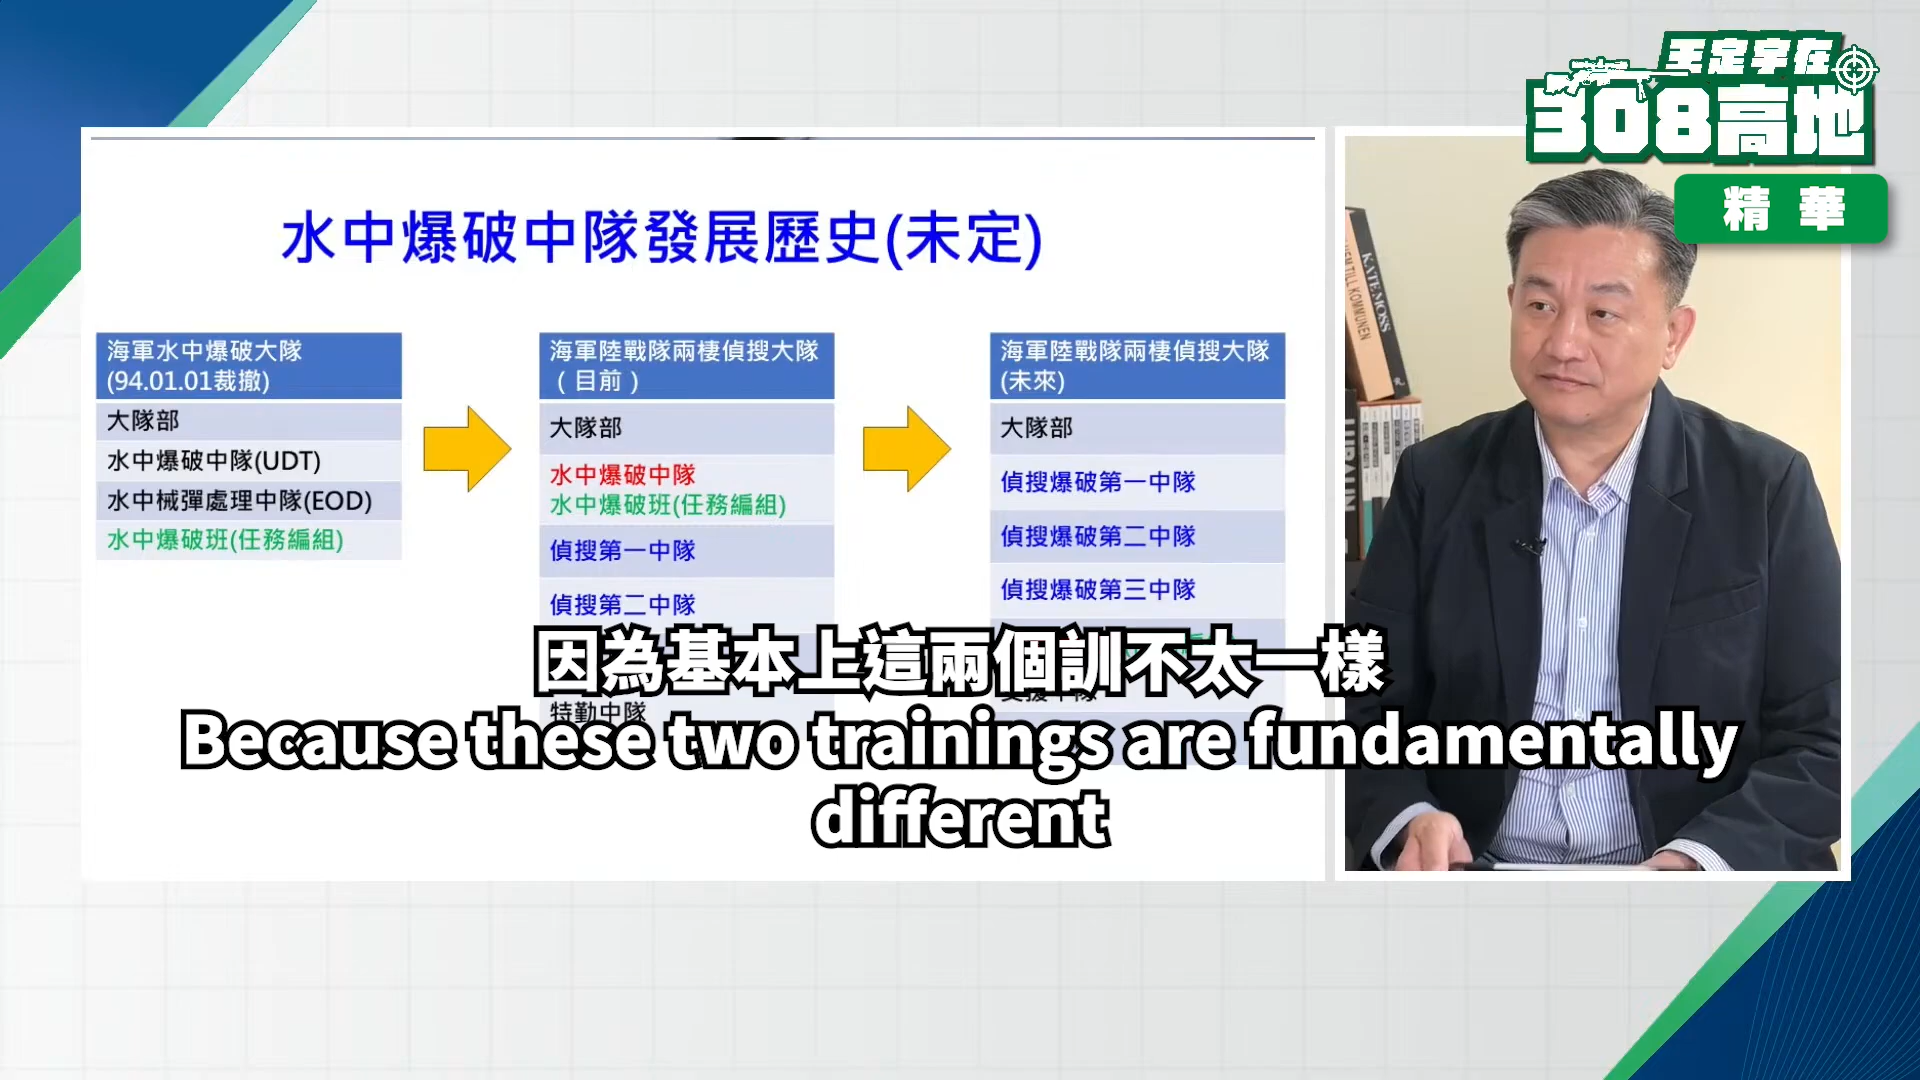 王定宇在
308高地
精華
水中爆破中隊發展歷史(未定)
海軍水中爆破大隊
(94.01.01裁撤)
大隊部
水中爆破中隊(UDT)
水中械彈處理中隊(EOD)
水中爆破班(任務編組)
海軍陸戰隊兩棲偵搜大隊
(目前)
大隊部
水中爆破中隊
水中爆破班(任務編組)
偵搜第一中隊
偵搜第二中隊
特勤中隊
海軍陸戰隊兩棲偵搜大隊
(未來)
大隊部
偵搜爆破第一中隊
偵搜爆破第二中隊
偵搜爆破第三中隊
支援中隊
KATE MOSS
TILL KOMMUNEN
因為基本上這兩個訓不太一樣
Because these two trainings are fundamentally
different